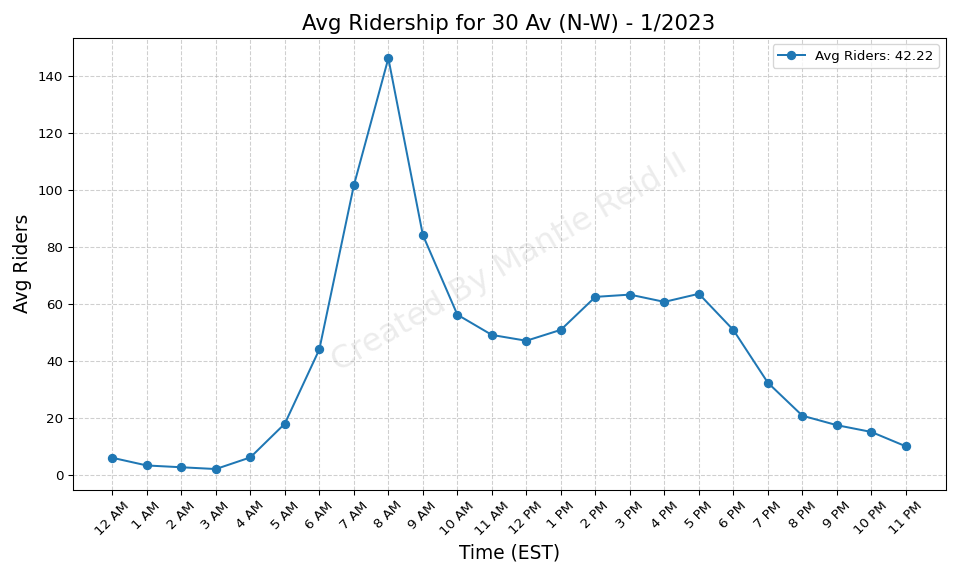 Avg Ridership for 30 Av (N-W) - 1/2023
Avg Riders: 42.22
Avg Riders
140
120
100
80
60
40
20
0
Created By Mantie Reid II
12 AM
1 AM
2 AM
3 AM
4 AM
5 AM
6 AM
7 AM
8 AM
9 AM
10 AM
11 AM
12 PM
1 PM
2 PM
3 PM
4 PM
5 PM
6 PM
7 PM
8 PM
9 PM
10 PM
11 PM
Time (EST)